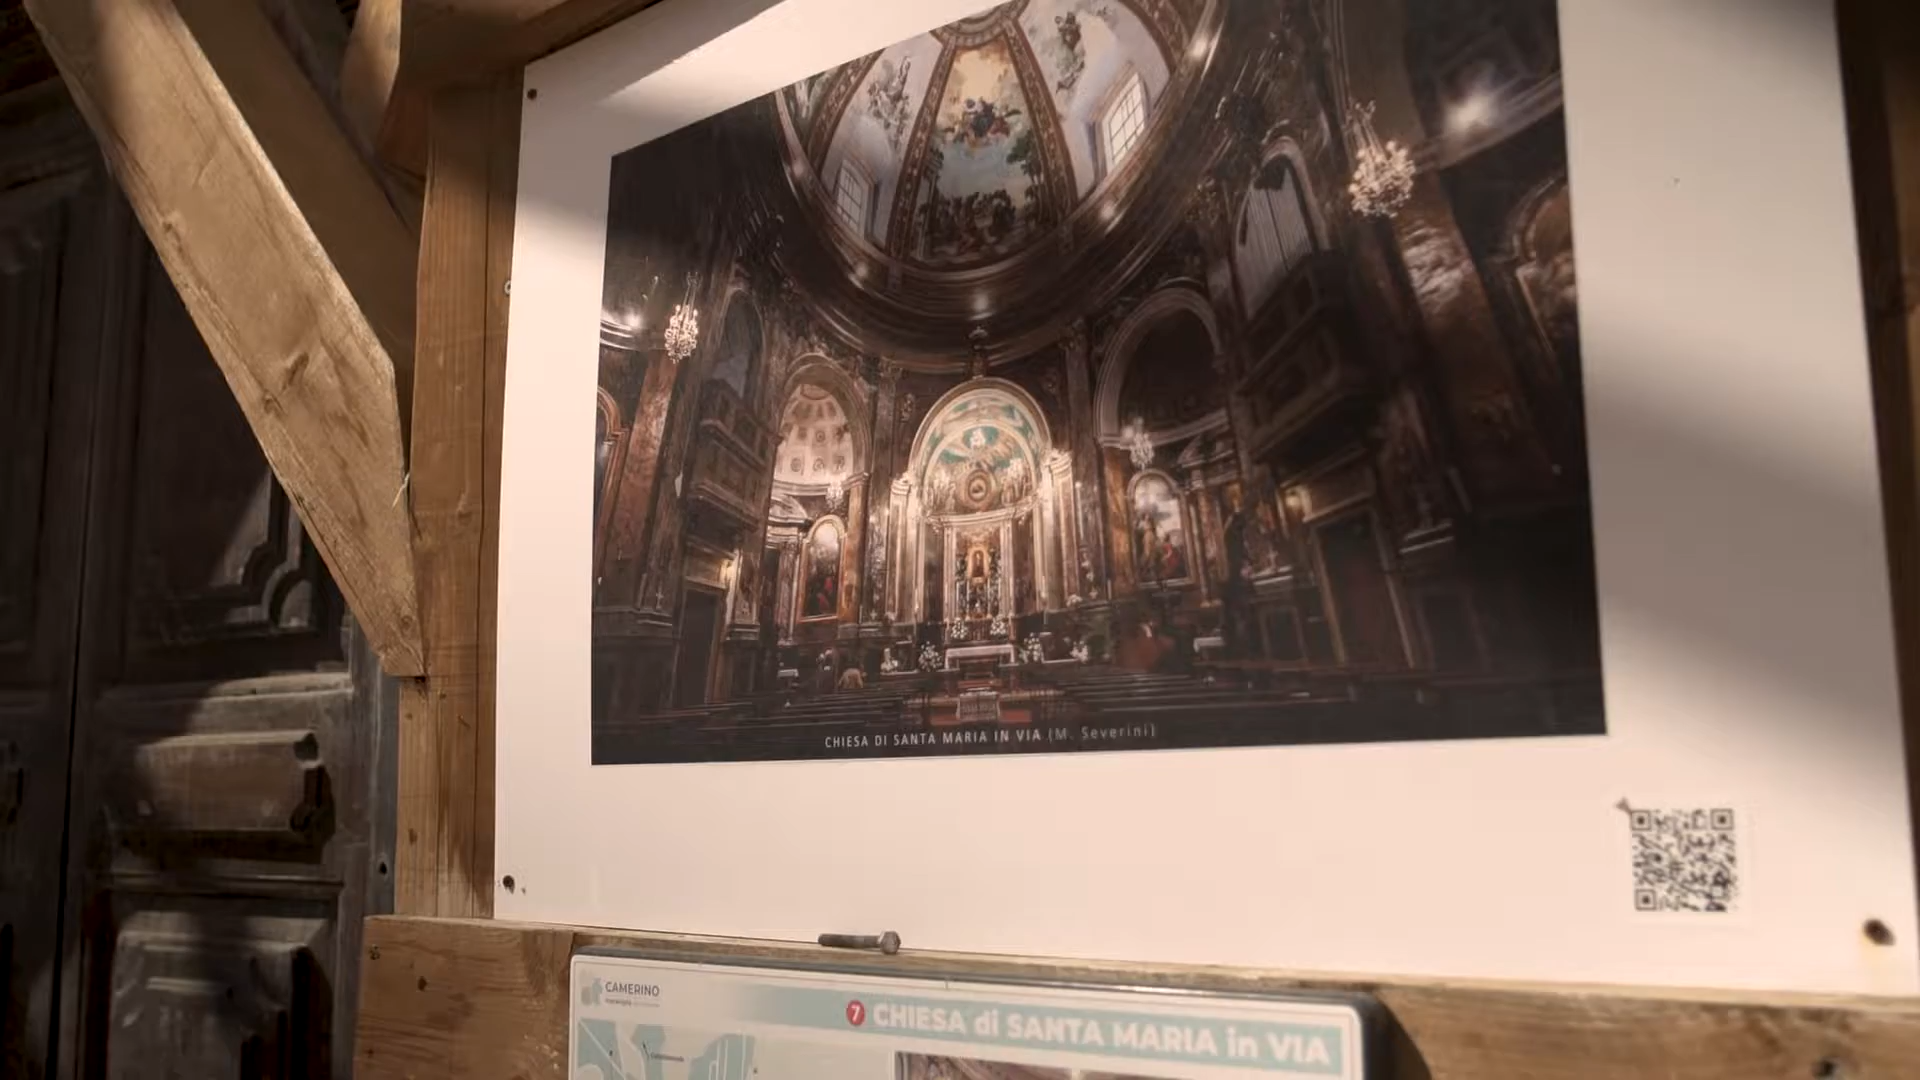 CHIESA DI SANTA MARIA IN VIA (M. Severini)
CAMERINO
7 CHIESA di SANTA MARIA in VIA